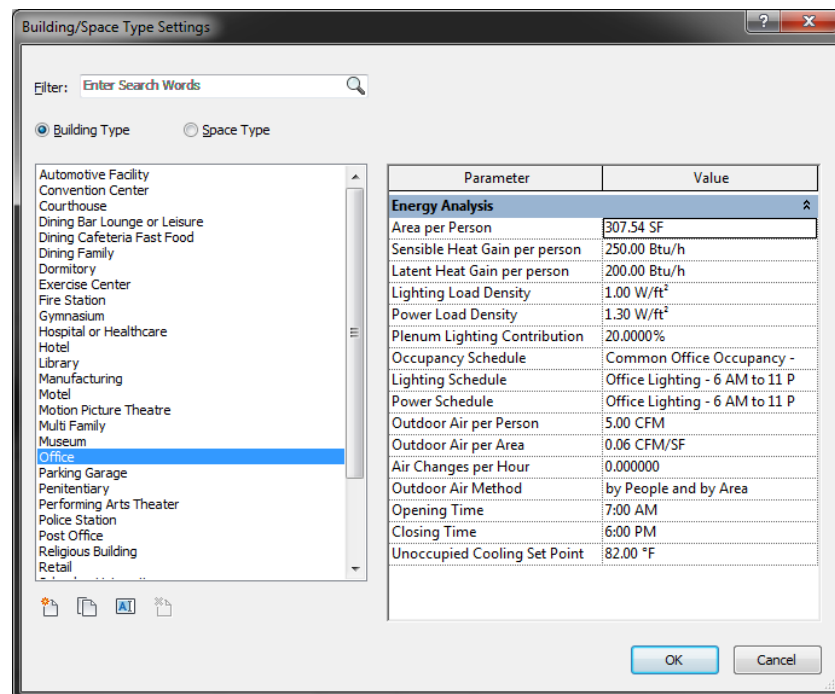 Building/Space Type Settings
Filter: Enter Search Words
Building Type Space Type
Automotive Facility
Convention Center
Courthouse
Dining Bar Lounge or Leisure
Dining Cafeteria Fast Food
Dining Family
Dormitory
Exercise Center
Fire Station
Gymnasium
Hospital or Healthcare
Hotel
Library
Manufacturing
Motel
Motion Picture Theatre
Multi Family
Museum
Office
Parking Garage
Penitentiary
Performing Arts Theater
Police Station
Post Office
Religious Building
Retail
Parameter Value
Energy Analysis
Area per Person 307.54 SF
Sensible Heat Gain per person 250.00 Btu/h
Latent Heat Gain per person 200.00 Btu/h
Lighting Load Density 1.00 W/ft²
Power Load Density 1.30 W/ft²
Plenum Lighting Contribution 20.0000%
Occupancy Schedule Common Office Occupancy -
Lighting Schedule Office Lighting - 6 AM to 11 P
Power Schedule Office Lighting - 6 AM to 11 P
Outdoor Air per Person 5.00 CFM
Outdoor Air per Area 0.06 CFM/SF
Air Changes per Hour 0.000000
Outdoor Air Method by People and by Area
Opening Time 7:00 AM
Closing Time 6:00 PM
Unoccupied Cooling Set Point 82.00 °F
OK Cancel